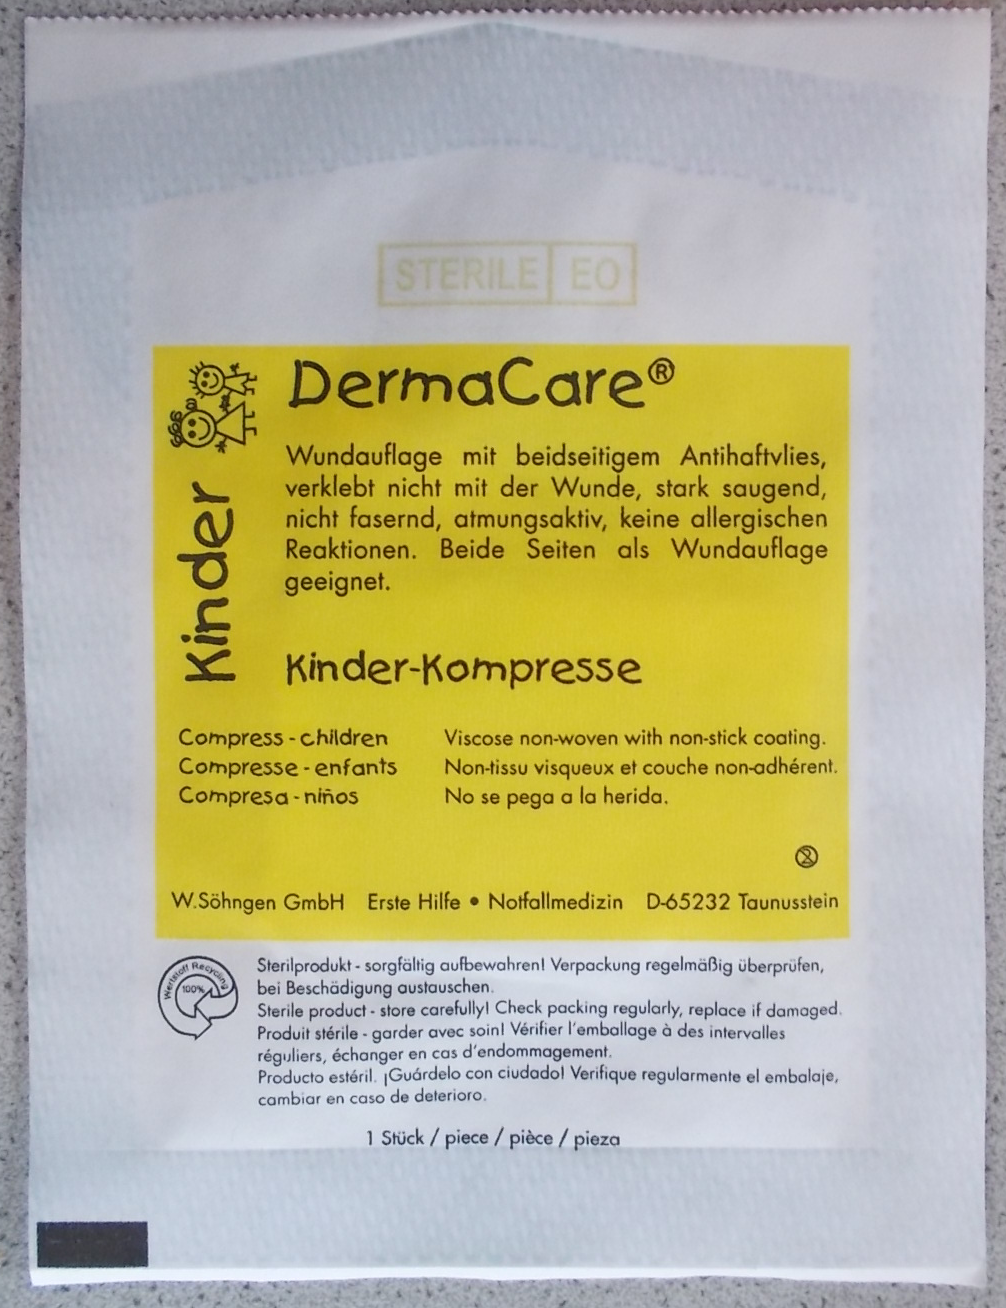 STERILE EO
DermaCare®
Kinder
Wundauflage mit beidseitigem Antihaftvlies,
verklebt nicht mit der Wunde, stark saugend,
nicht fasernd, atmungsaktiv, keine allergischen
Reaktionen. Beide Seiten als Wundauflage
geeignet.
Kinder-Kompresse
Compress - children Viscose non-woven with non-stick coating.
Compresse - enfants Non-tissu visqueux et couche non-adhérent.
Compresa - niños No se pega a la herida.
2
W.Söhngen GmbH Erste Hilfe • Notfallmedizin D-65232 Taunusstein
Wertstoff Recycling
100%
Sterilprodukt - sorgfältig aufbewahren! Verpackung regelmäßig überprüfen,
bei Beschädigung austauschen.
Sterile product - store carefully! Check packing regularly, replace if damaged.
Produit stérile - garder avec soin! Vérifier l'emballage à des intervalles
réguliers, échanger en cas d'endommagement.
Producto estéril. ¡Guárdelo con ciudado! Verifique regularmente el embalaje,
cambiar en caso de deterioro.
1 Stück / piece / pièce / pieza